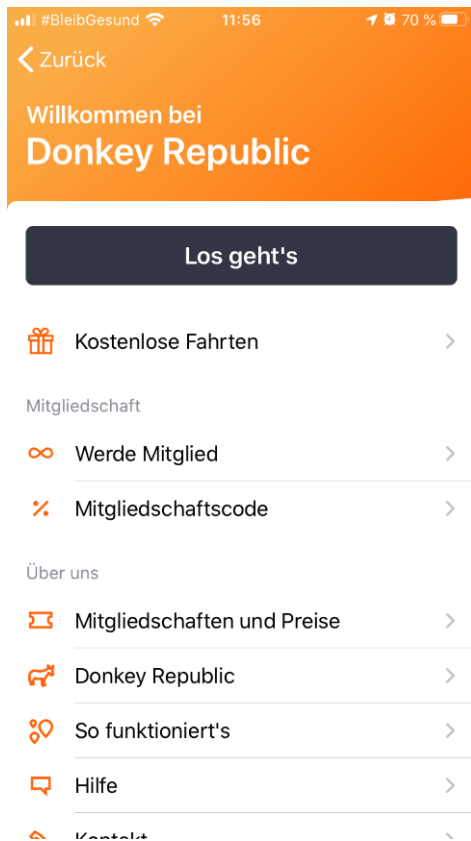 #BleibGesund 11:56 70 %
Zurück
Willkommen bei
Donkey Republic
Los geht's
Kostenlose Fahrten
Mitgliedschaft
Werde Mitglied
Mitgliedschaftscode
Über uns
Mitgliedschaften und Preise
Donkey Republic
So funktioniert's
Hilfe
Kontakt